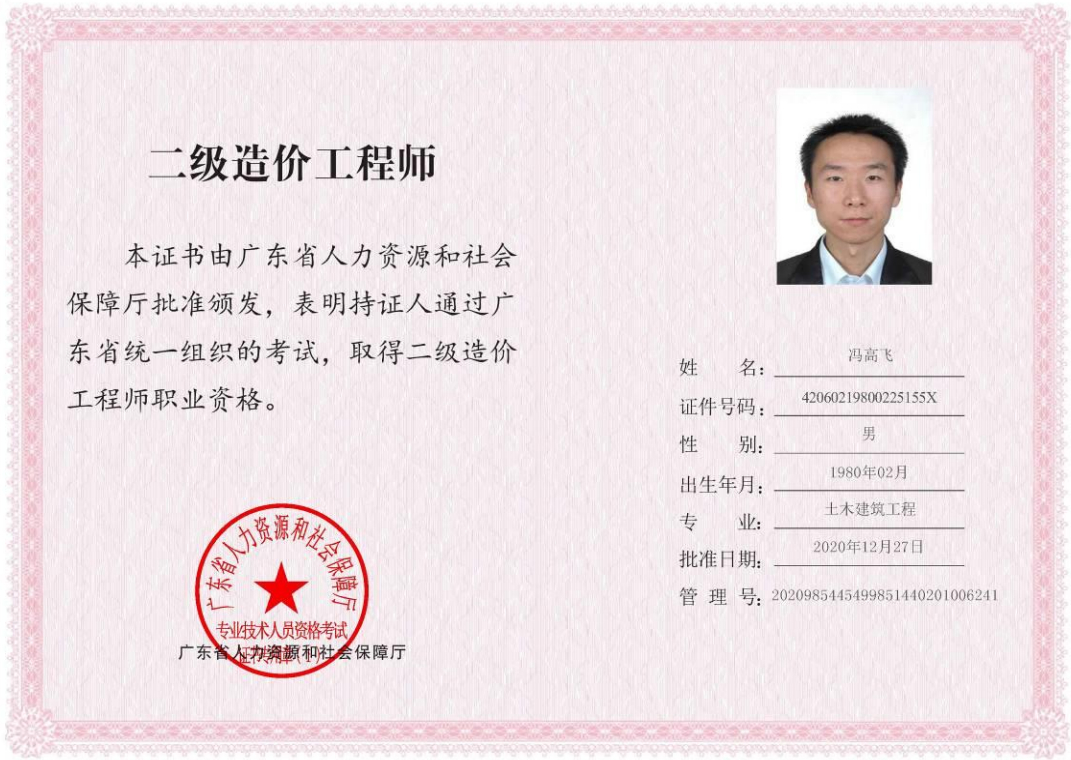 二级造价工程师
本证书由广东省人力资源和社会
保障厅批准颁发，表明持证人通过广
东省统一组织的考试，取得二级造价
工程师职业资格。
广东省人力资源和社会保障厅
专业技术人员资格考试
广东省人力资源和社会保障厅
姓 名：冯高飞
证件号码：42060219800225155X
性 别：男
出生年月：1980年02月
专 业：土木建筑工程
批准日期：2020年12月27日
管 理 号：20209854454998514402​01006241